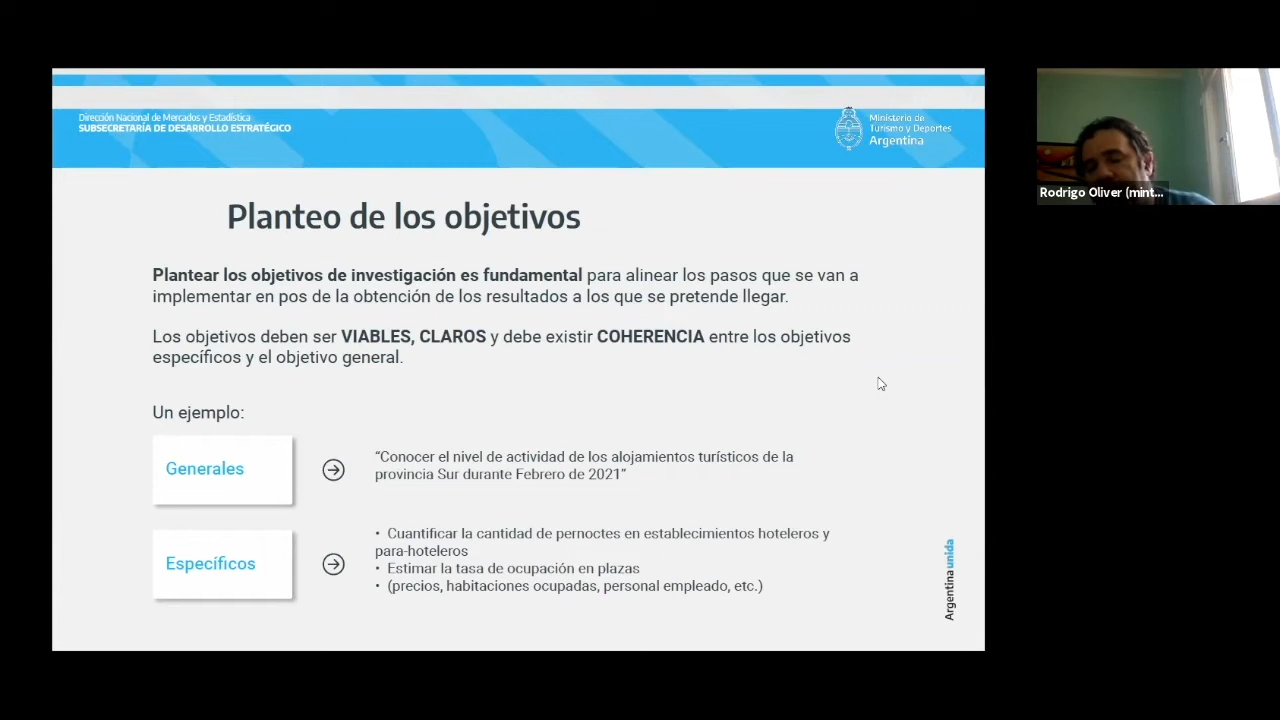 Dirección Nacional de Mercados y Estadística
SUBSECRETARÍA DE DESARROLLO ESTRATÉGICO
Ministerio de
Turismo y Deportes
Argentina
Rodrigo Oliver (mint...
Planteo de los objetivos
Plantear los objetivos de investigación es fundamental para alinear los pasos que se van a
implementar en pos de la obtención de los resultados a los que se pretende llegar.
Los objetivos deben ser VIABLES, CLAROS y debe existir COHERENCIA entre los objetivos
específicos y el objetivo general.
Un ejemplo:
Generales
“Conocer el nivel de actividad de los alojamientos turísticos de la
provincia Sur durante Febrero de 2021”
Específicos
• Cuantificar la cantidad de pernoctes en establecimientos hoteleros y
para-hoteleros
• Estimar la tasa de ocupación en plazas
• (precios, habitaciones ocupadas, personal empleado, etc.)
Argentina unida